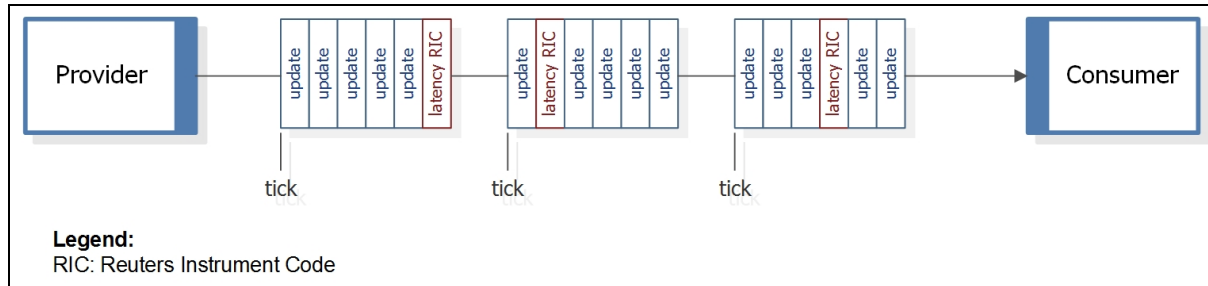 Provider
update
update
update
update
update
latency RIC
update
latency RIC
update
update
update
update
update
update
update
latency RIC
update
update
Consumer
tick
tick
tick
Legend:
RIC: Reuters Instrument Code